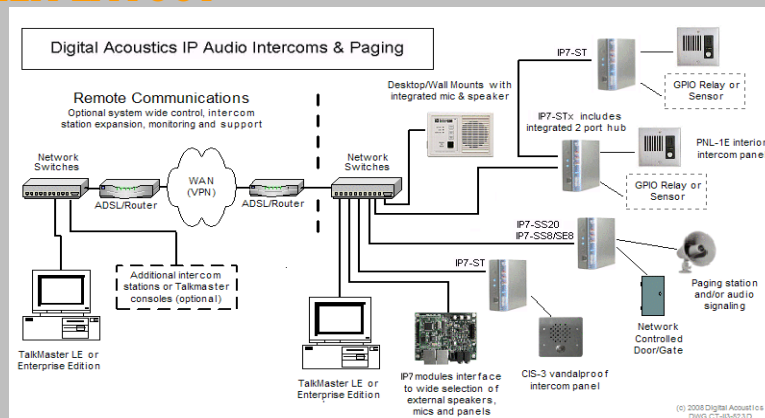 Digital Acoustics IP Audio Intercoms & Paging
Remote Communications
Optional system wide control, intercom
station expansion, monitoring and support
Network
Switches
ADSL/Router
WAN
(VPN)
ADSL/Router
Network
Switches
Desktop/Wall Mounts with
integrated mic & speaker
IP7-ST
GPIO Relay or
Sensor
IP7-STx includes
integrated 2 port hub
PNL-1E interior
intercom panel
GPIO Relay or
Sensor
IP7-SS20
IP7-SS8/SE8
Paging station
and/or audio
signaling
Network
Controlled
Door/Gate
IP7-ST
CIS-3 vandalproof
intercom panel
Additional intercom
stations or Talkmaster
consoles (optional)
TalkMaster LE or
Enterprise Edition
TalkMaster LE or
Enterprise Edition
IP7 modules interface
to wide selection of
external speakers,
mics and panels
(c) 2008 Digital Acoustics